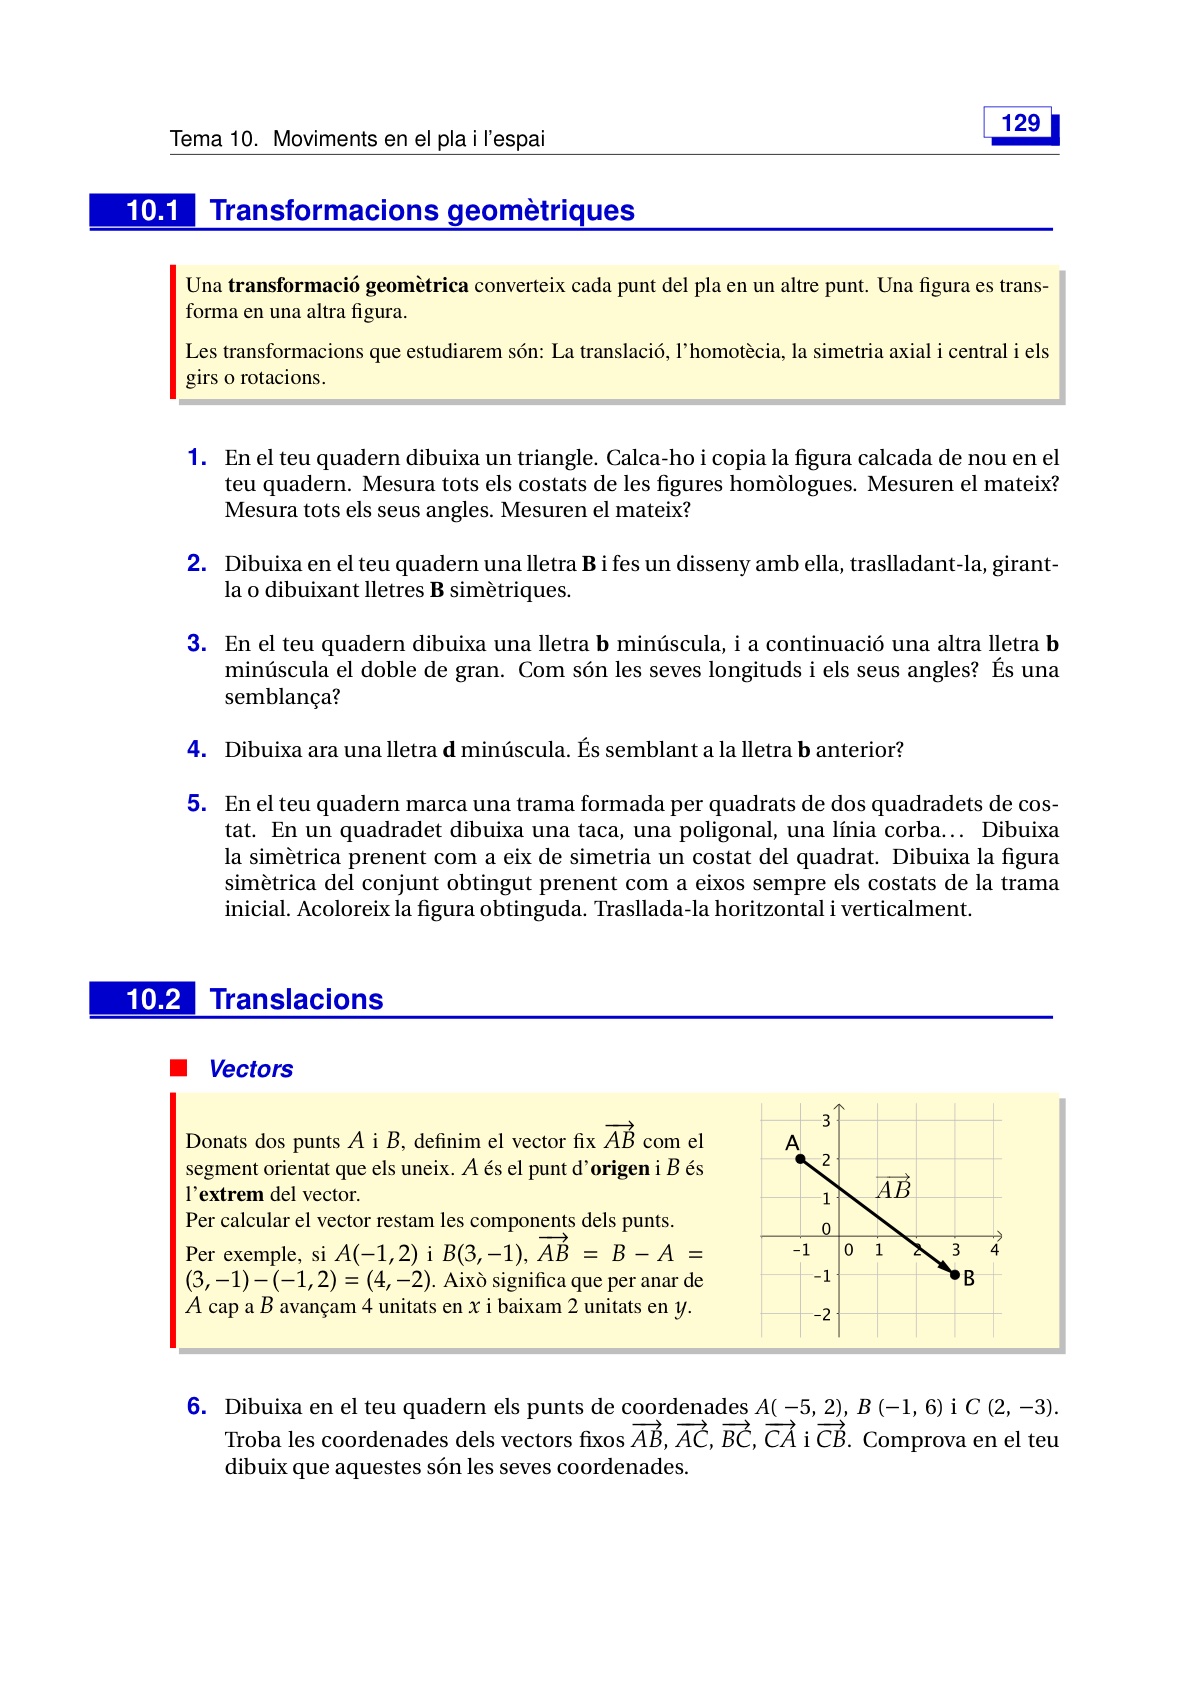 Tema 10. Moviments en el pla i l'espai
129
10.1 Transformacions geomètriques
Una transformació geomètrica converteix cada punt del pla en un altre punt. Una figura es trans-
forma en una altra figura.
Les transformacions que estudiarem són: La translació, l'homotècia, la simetria axial i central i els
girs o rotacions.
1. En el teu quadern dibuixa un triangle. Calca-ho i copia la figura calcada de nou en el
teu quadern. Mesura tots els costats de les figures homòlogues. Mesuren el mateix?
Mesura tots els seus angles. Mesuren el mateix?
2. Dibuixa en el teu quadern una lletra B i fes un disseny amb ella, traslladant-la, girant-
la o dibuixant lletres B simètriques.
3. En el teu quadern dibuixa una lletra b minúscula, i a continuació una altra lletra b
minúscula el doble de gran. Com són les seves longituds i els seus angles? És una
semblança?
4. Dibuixa ara una lletra d minúscula. És semblant a la lletra b anterior?
5. En el teu quadern marca una trama formada per quadrats de dos quadradets de cos-
tat. En un quadradet dibuixa una taca, una poligonal, una línia corba... Dibuixa
la simètrica prenent com a eix de simetria un costat del quadrat. Dibuixa la figura
simètrica del conjunt obtingut prenent com a eixos sempre els costats de la trama
inicial. Acoloreix la figura obtinguda. Trasllada-la horitzontal i verticalment.
10.2 Translacions
Vectors
Donats dos punts A i B, definim el vector fix AB com el
segment orientat que els uneix. A és el punt d'origen i B és
l'extrem del vector.
Per calcular el vector restam les components dels punts.
Per exemple, si A(−1,2) i B(3,−1), AB = B − A =
(3,−1)−(−1,2) = (4,−2). Això significa que per anar de
A cap a B avançam 4 unitats en x i baixam 2 unitats en y.
3
A
2
AB
1
0
−1 0 1 2 3 4
−1
B
−2
6. Dibuixa en el teu quadern els punts de coordenades A( −5, 2), B (−1, 6) i C (2, −3).
Troba les coordenades dels vectors fixos AB, AC, BC, CA i CB. Comprova en el teu
dibuix que aquestes són les seves coordenades.